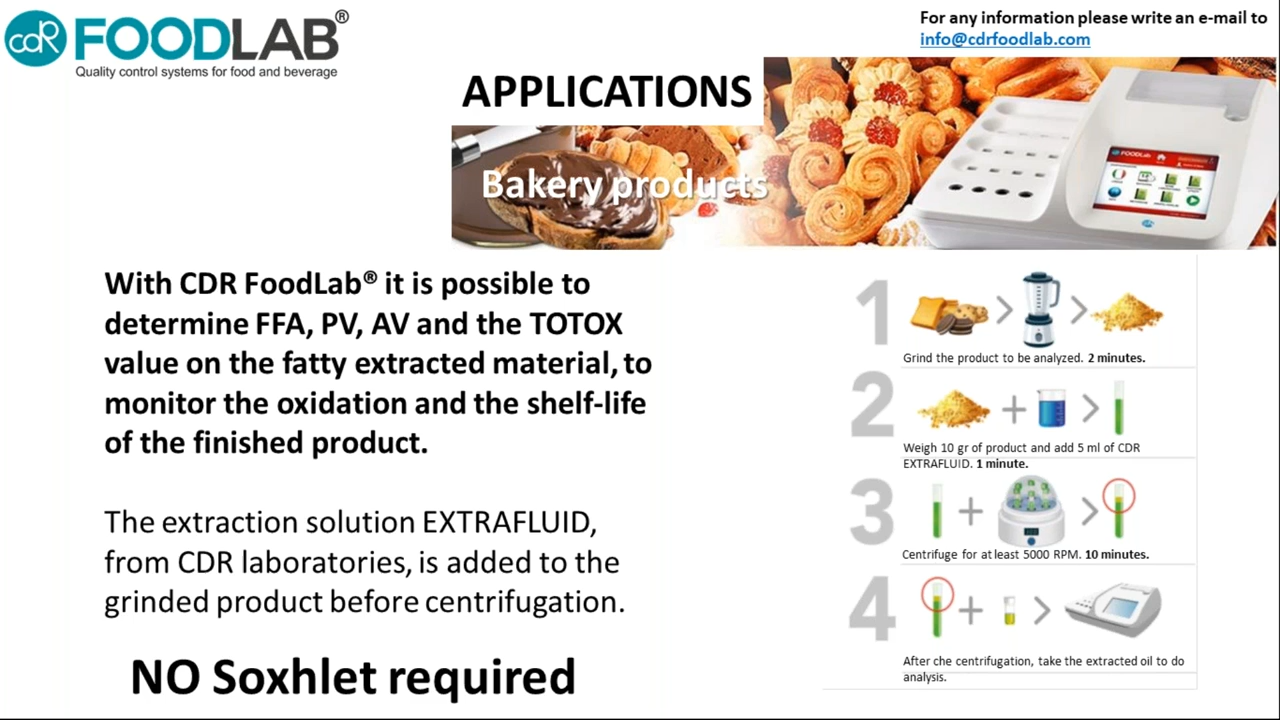 cdR FOODLAB®
Quality control systems for food and beverage
For any information please write an e-mail to
info@cdrfoodlab.com
APPLICATIONS
Bakery products
FOODLab
With CDR FoodLab® it is possible to
determine FFA, PV, AV and the TOTOX
value on the fatty extracted material, to
monitor the oxidation and the shelf-life
of the finished product.
The extraction solution EXTRAFLUID,
from CDR laboratories, is added to the
grinded product before centrifugation.
NO Soxhlet required
1
Grind the product to be analyzed. 2 minutes.
2
Weigh 10 gr of product and add 5 ml of CDR
EXTRAFLUID. 1 minute.
3
Centrifuge for at least 5000 RPM. 10 minutes.
4
After che centrifugation, take the extracted oil to do
analysis.